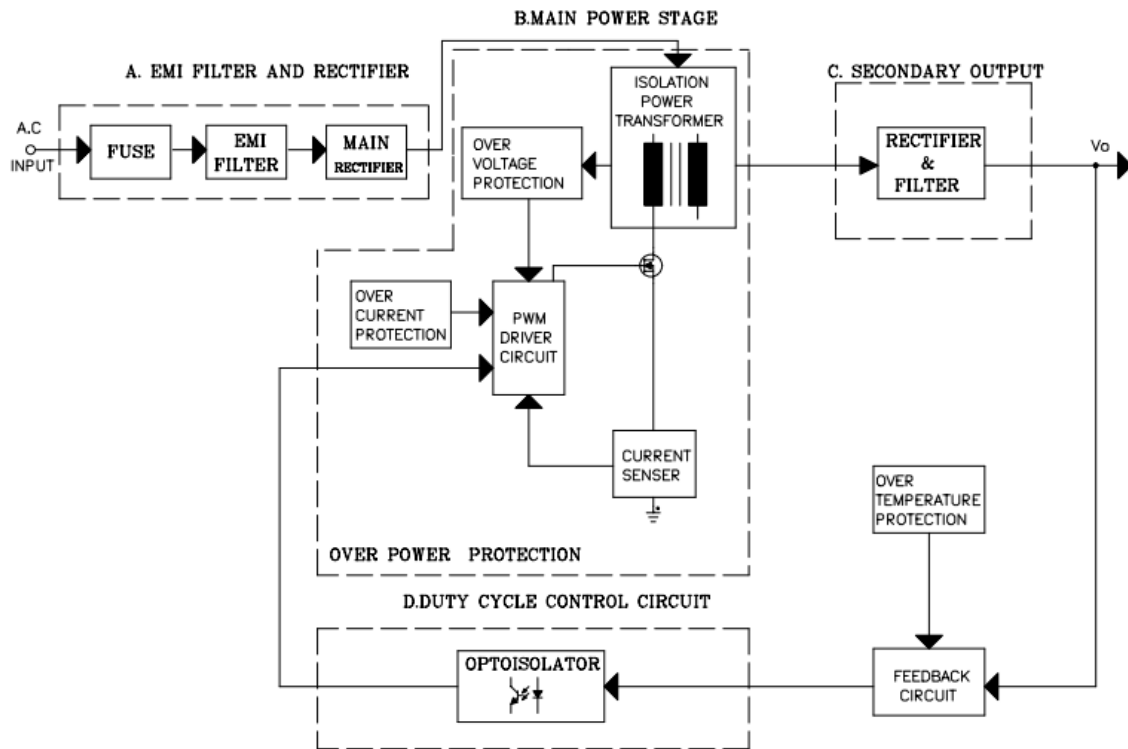 B.MAIN POWER STAGE
A. EMI FILTER AND RECTIFIER
C. SECONDARY OUTPUT
A.C
INPUT
FUSE
EMI
FILTER
MAIN
RECTIFIER
OVER
VOLTAGE
PROTECTION
ISOLATION
POWER
TRANSFORMER
RECTIFIER
&
FILTER
Vo
OVER
CURRENT
PROTECTION
PWM
DRIVER
CIRCUIT
CURRENT
SENSER
OVER
TEMPERATURE
PROTECTION
OVER POWER PROTECTION
D.DUTY CYCLE CONTROL CIRCUIT
OPTOISOLATOR
FEEDBACK
CIRCUIT